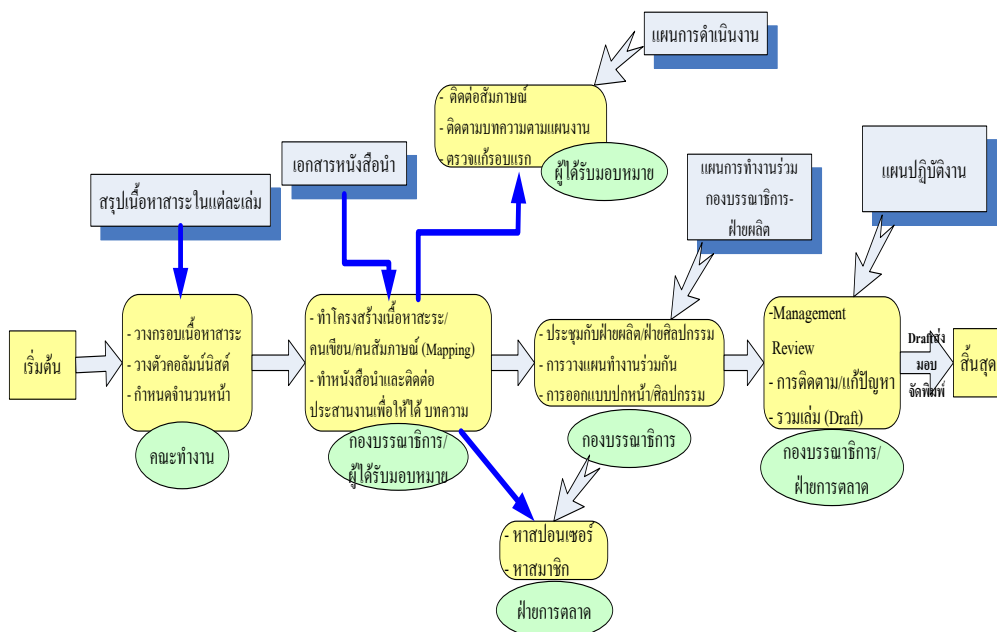 แผนการดำเนินงาน
- ติดต่อสัมภาษณ์
- ติดตามบทความตามแผนงาน
- ตรวจแก้รอบแรก
ผู้ได้รับมอบหมาย
เอกสารหนังสือนำ
สรุปเนื้อหาสาระในแต่ละเล่ม
แผนการทำงานร่วม
กองบรรณาธิการ-
ฝ่ายผลิต
แผนปฏิบัติงาน
เริ่มต้น
- วางกรอบเนื้อหาสาระ
- วางตัวคอลัมน์นิสต์
- กำหนดจำนวนหน้า
คณะทำงาน
- ทำโครงสร้างเนื้อหาสะระ/
คนเขียน/คนสัมภาษณ์ (Mapping)
- ทำหนังสือนำและติดต่อ
ประสานงานเพื่อให้ได้ บทความ
กองบรรณาธิการ/
ผู้ได้รับมอบหมาย
- ประชุมกับฝ่ายผลิต/ฝ่ายศิลปกรรม
- การวางแผนทำงานร่วมกัน
- การออกแบบปกหน้า/ศิลปกรรม
กองบรรณาธิการ
-Management
Review
- การติดตาม/แก้ปัญหา
- รวมเล่ม (Draft)
กองบรรณาธิการ/
ฝ่ายการตลาด
Draftส่ง
มอบ
จัดพิมพ์
สิ้นสุด
- หาสปอนเซอร์
- หาสมาชิก
ฝ่ายการตลาด